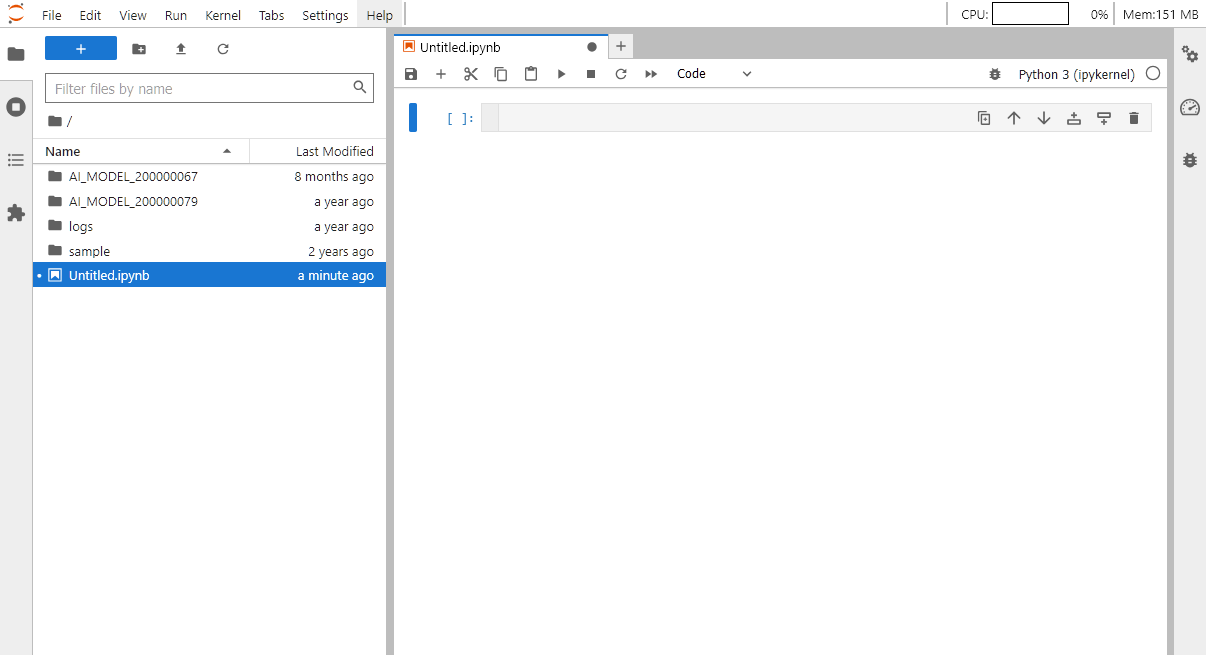 File Edit View Run Kernel Tabs Settings Help CPU: 0% Mem:151 MB
Untitled.ipynb
Code Python 3 (ipykernel)
Filter files by name
/
[ ]:
Name Last Modified
AI_MODEL_200000067 8 months ago
AI_MODEL_200000079 a year ago
logs a year ago
sample 2 years ago
Untitled.ipynb a minute ago